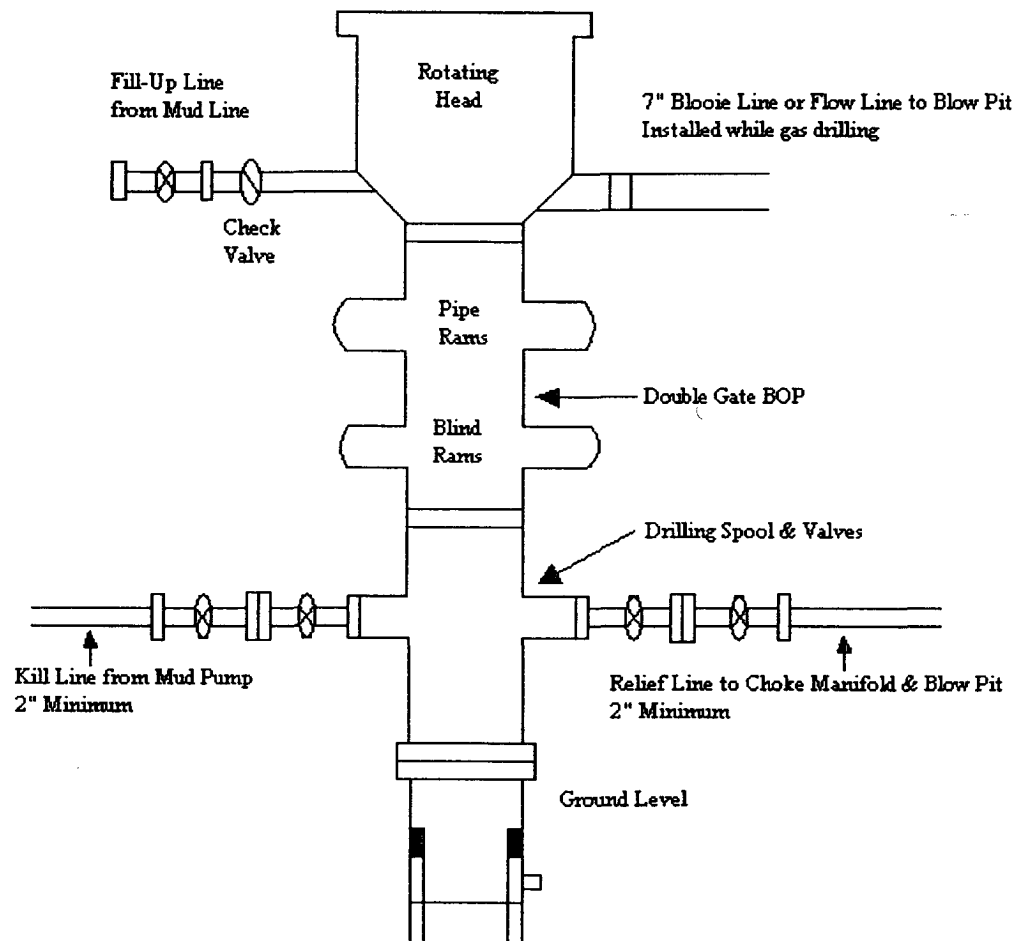 Rotating
Head
Fill-Up Line
from Mud Line
7" Blooie Line or Flow Line to Blow Pit
Installed while gas drilling
Check
Valve
Pipe
Rams
Double Gate BOP
Blind
Rams
Drilling Spool & Valves
Kill Line from Mud Pump
2" Minimum
Relief Line to Choke Manifold & Blow Pit
2" Minimum
Ground Level